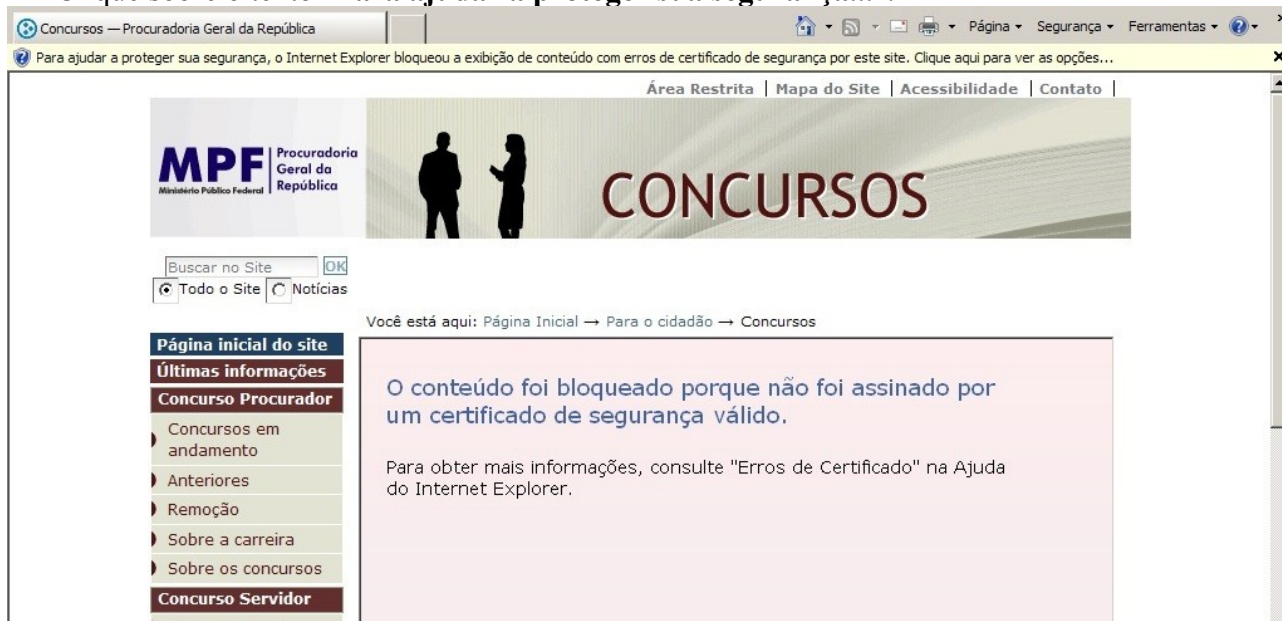 Concursos — Procuradoria Geral da República
Página Segurança Ferramentas
Para ajudar a proteger sua segurança, o Internet Explorer bloqueou a exibição de conteúdo com erros de certificado de segurança por este site. Clique aqui para ver as opções...
Área Restrita | Mapa do Site | Acessibilidade | Contato |
MPF Procuradoria Geral da República
Ministério Público Federal
CONCURSOS
Buscar no Site OK
Todo o Site Notícias
Você está aqui: Página Inicial → Para o cidadão → Concursos
Página inicial do site
Últimas informações
Concurso Procurador
Concursos em
andamento
Anteriores
Remoção
Sobre a carreira
Sobre os concursos
Concurso Servidor
O conteúdo foi bloqueado porque não foi assinado por
um certificado de segurança válido.
Para obter mais informações, consulte "Erros de Certificado" na Ajuda
do Internet Explorer.